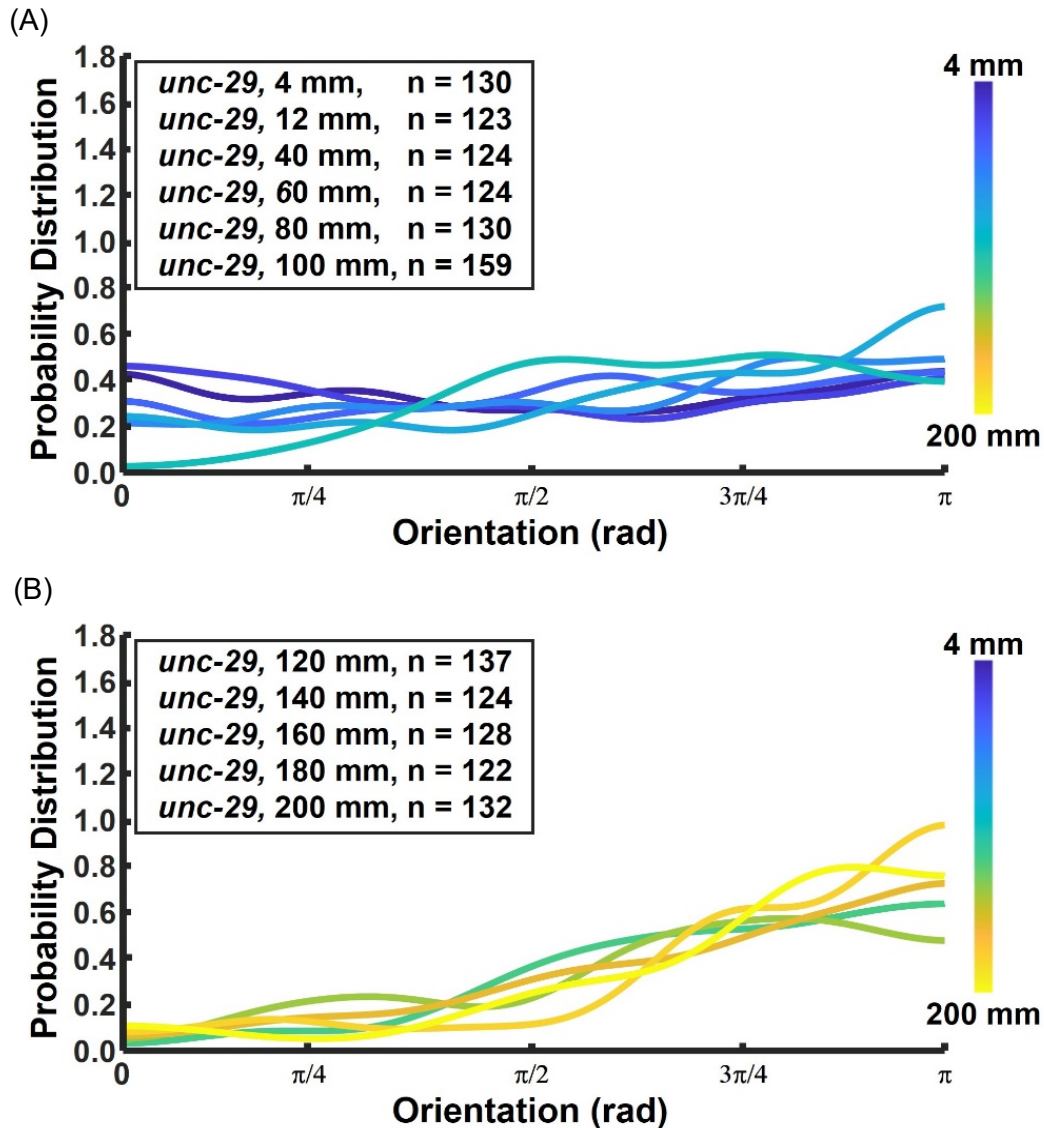 (A)
Probability Distribution
1.8
1.6
1.4
1.2
1.0
0.8
0.6
0.4
0.2
0.0
unc-29, 4 mm, n = 130
unc-29, 12 mm, n = 123
unc-29, 40 mm, n = 124
unc-29, 60 mm, n = 124
unc-29, 80 mm, n = 130
unc-29, 100 mm, n = 159
4 mm
200 mm
0 π/4 π/2 3π/4 π
Orientation (rad)
(B)
Probability Distribution
1.8
1.6
1.4
1.2
1.0
0.8
0.6
0.4
0.2
0.0
unc-29, 120 mm, n = 137
unc-29, 140 mm, n = 124
unc-29, 160 mm, n = 128
unc-29, 180 mm, n = 122
unc-29, 200 mm, n = 132
4 mm
200 mm
0 π/4 π/2 3π/4 π
Orientation (rad)